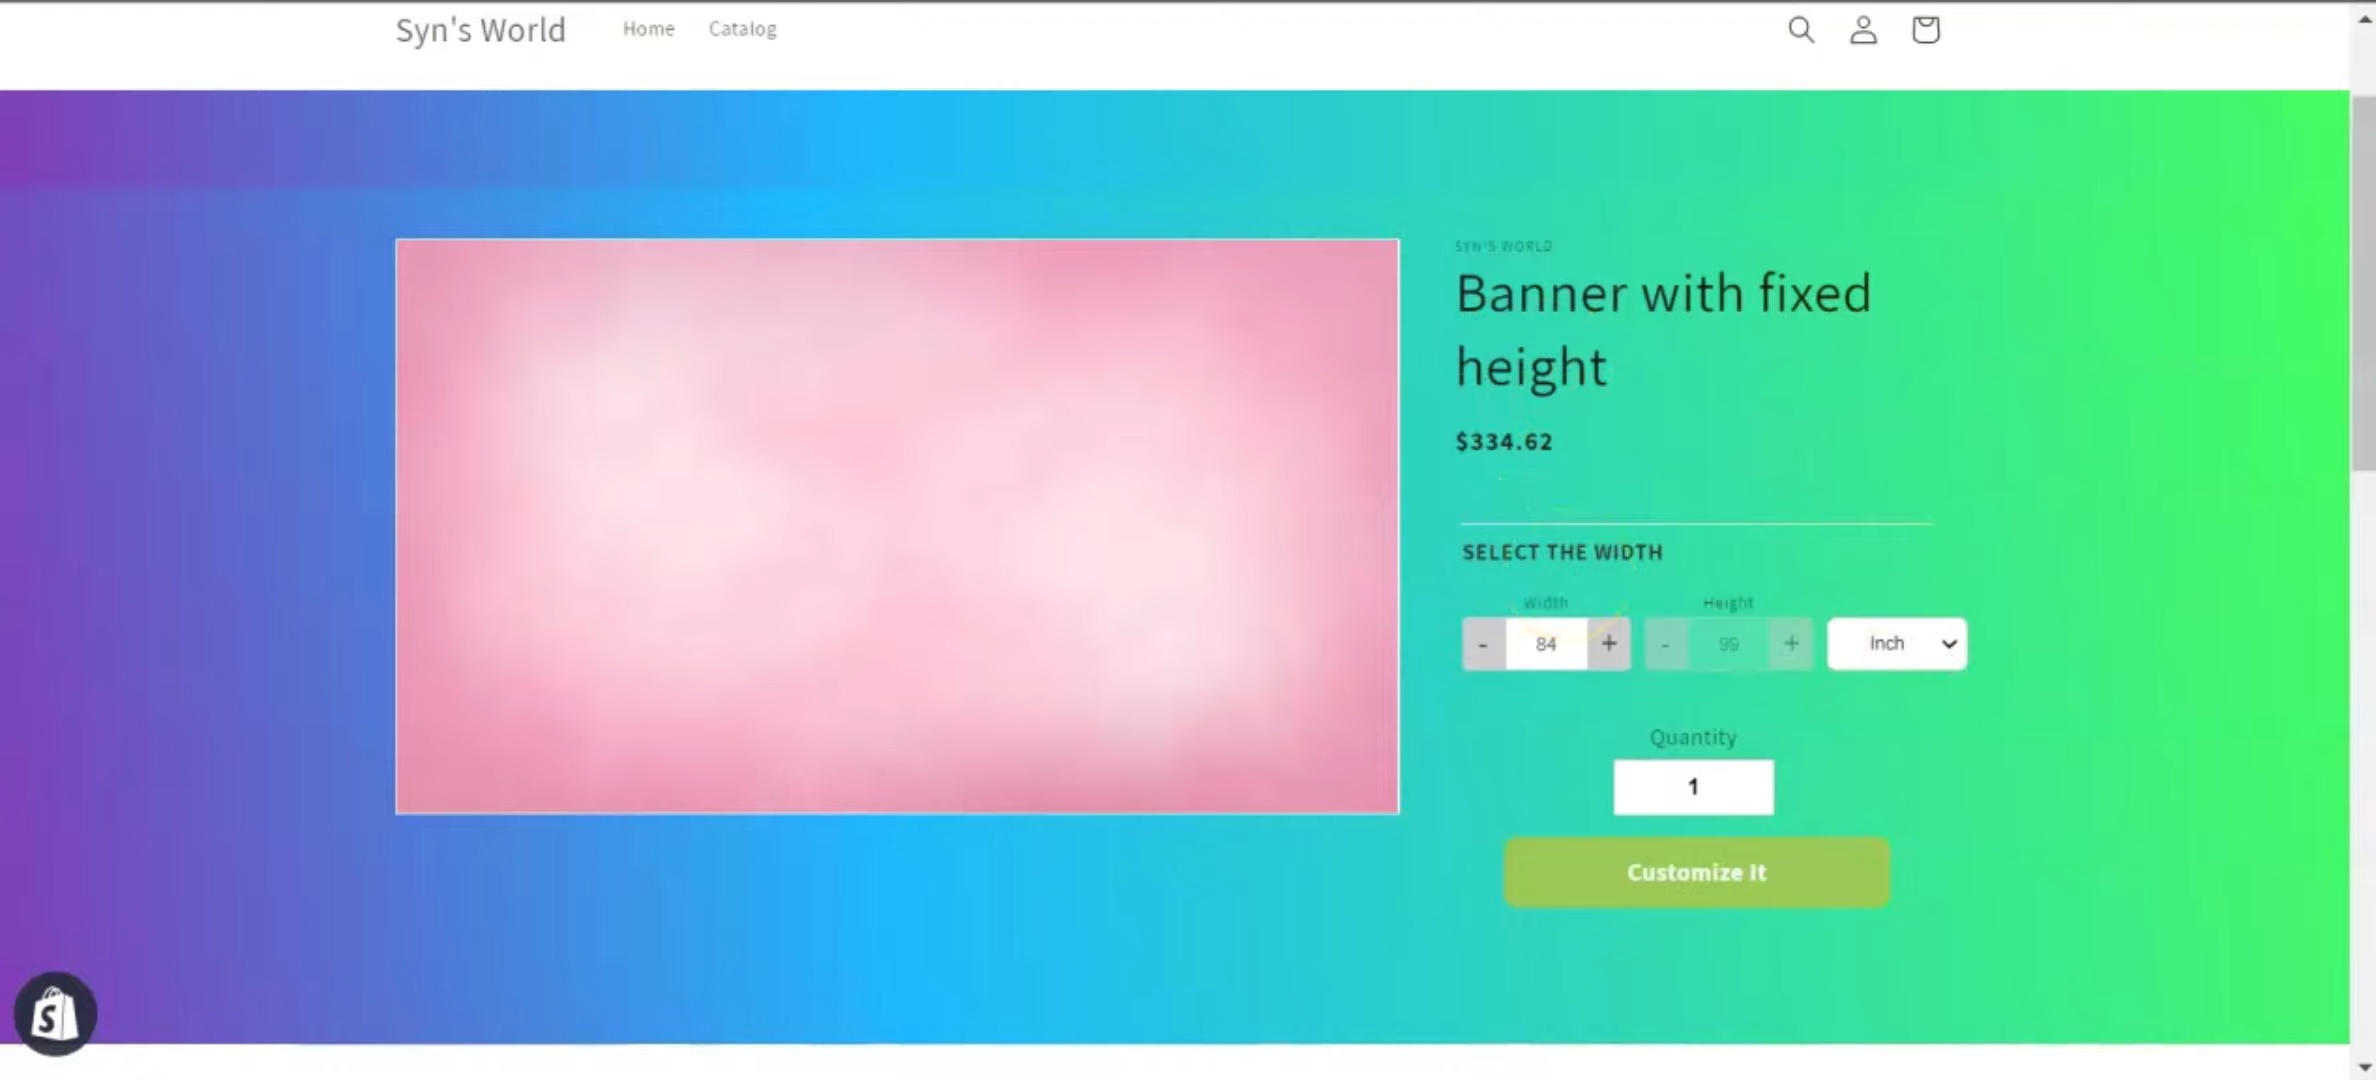 Syn's World
Home
Catalog
SYN'S WORLD
Banner with fixed
height
$334.62
SELECT THE WIDTH
Width
Height
- 84 +
- 99 +
Inch
Quantity
1
Customize It